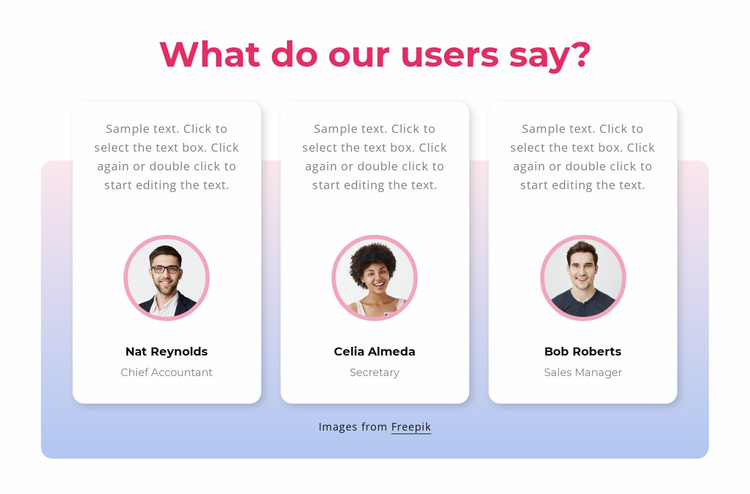 What do our users say?
Sample text. Click to
select the text box. Click
again or double click to
start editing the text.
Nat Reynolds
Chief Accountant
Sample text. Click to
select the text box. Click
again or double click to
start editing the text.
Celia Almeda
Secretary
Sample text. Click to
select the text box. Click
again or double click to
start editing the text.
Bob Roberts
Sales Manager
Images from Freepik